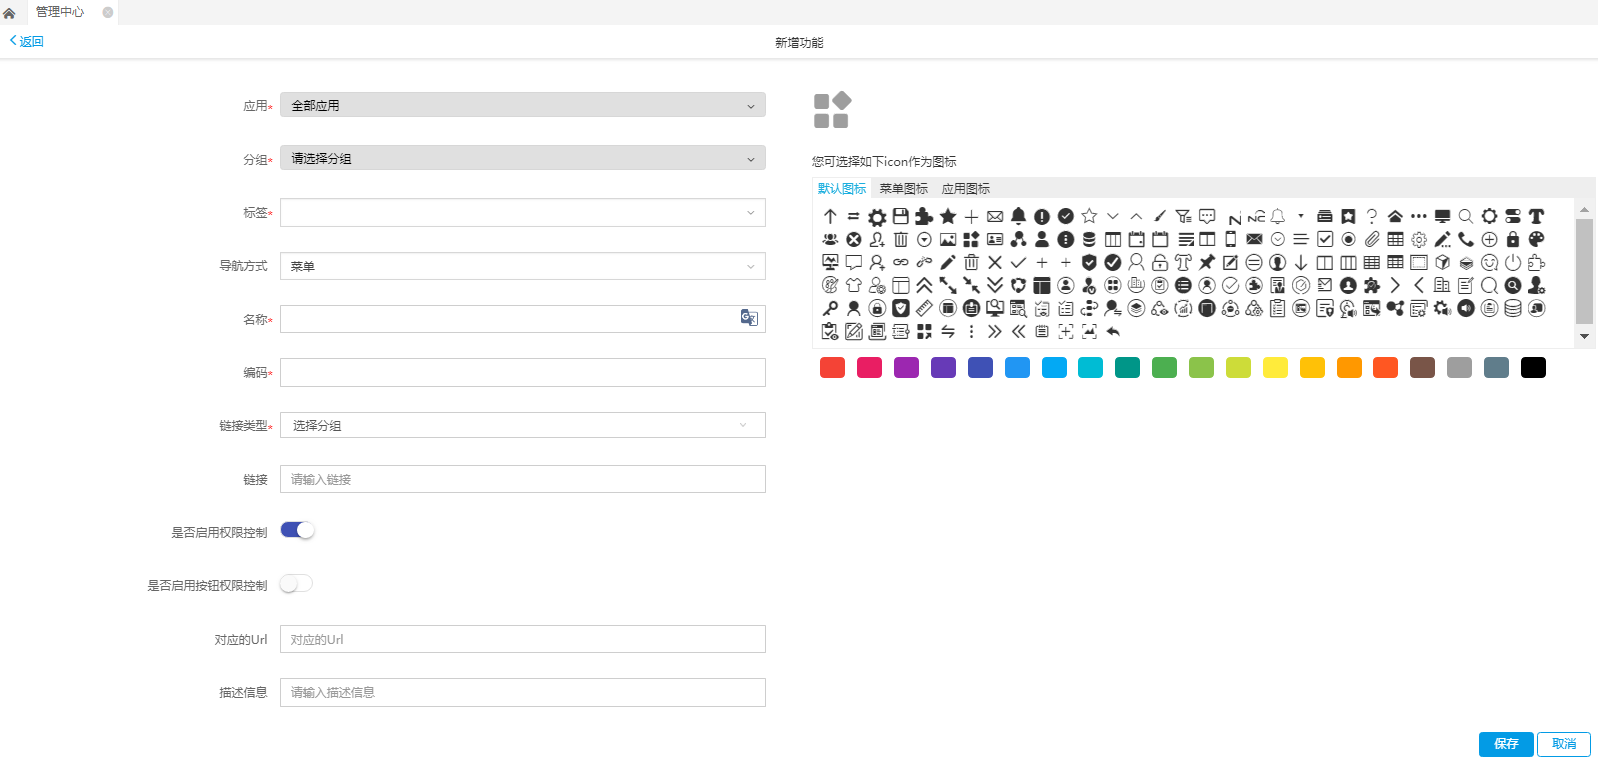 管理中心
返回
新增功能
应用*
全部应用
分组*
请选择分组
标签*
导航方式
菜单
名称*
编码*
链接类型*
选择分组
链接
请输入链接
是否启用权限控制
是否启用按钮权限控制
对应的Url
对应的Url
描述信息
请输入描述信息
您可选择如下icon作为图标
默认图标
菜单图标
应用图标
保存
取消